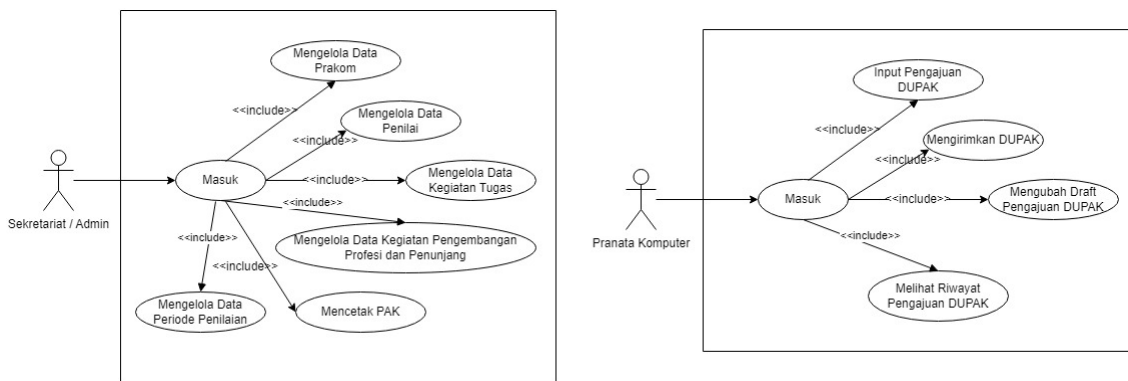 Mengelola Data
Prakom
<<include>>
Mengelola Data
Penilai
<<include>>
Masuk
<<include>>
Mengelola Data
Kegiatan Tugas
Sekretariat / Admin
<<include>>
<<include>>
Mengelola Data Kegiatan Pengembangan
Profesi dan Penunjang
<<include>>
Mengelola Data
Periode Penilaian
Mencetak PAK
Input Pengajuan
DUPAK
<<include>>
Mengirimkan DUPAK
<<include>>
Masuk
<<include>>
Mengubah Draft
Pengajuan DUPAK
Pranata Komputer
<<include>>
Melihat Riwayat
Pengajuan DUPAK